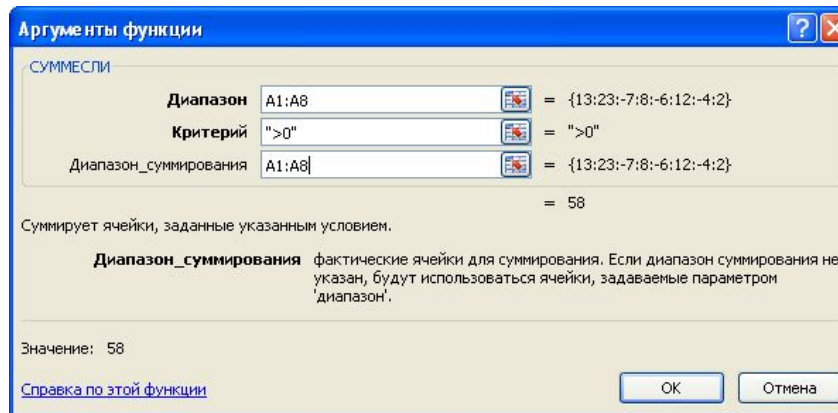 Аргументы функции
СУММЕСЛИ
Диапазон A1:A8 = {13:23:-7:8:-6:12:-4:2}
Критерий ">0" = ">0"
Диапазон_суммирования A1:A8 = {13:23:-7:8:-6:12:-4:2}
= 58
Суммирует ячейки, заданные указанным условием.
Диапазон_суммирования фактические ячейки для суммирования. Если диапазон суммирования не
указан, будут использоваться ячейки, задаваемые параметром
'диапазон'.
Значение: 58
Справка по этой функции ОК Отмена